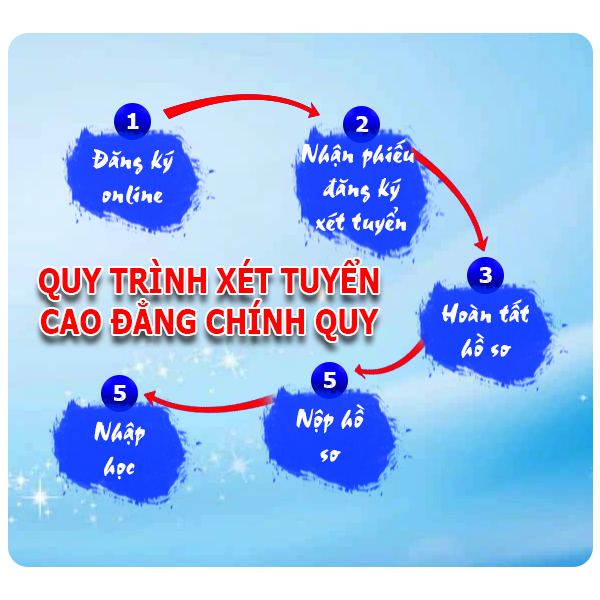 1
Đăng ký
online
2
Nhận phiếu
đăng ký
xét tuyển
QUY TRÌNH XÉT TUYỂN
CAO ĐẲNG CHÍNH QUY
3
Hoàn tất
hồ sơ
5
Nộp hồ
sơ
5
Nhập
học